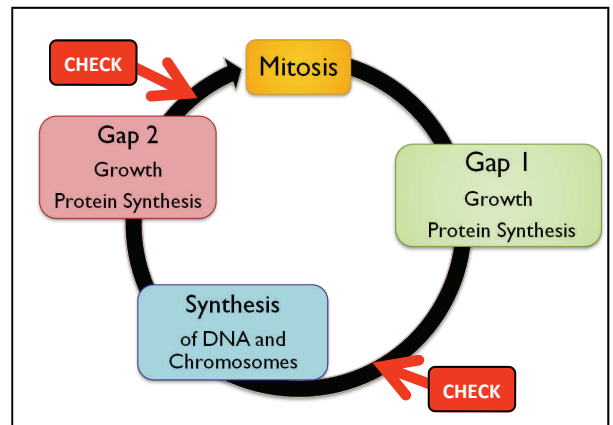 CHECK
Mitosis
Gap 2
Growth
Protein Synthesis
Gap 1
Growth
Protein Synthesis
Synthesis
of DNA and
Chromosomes
CHECK